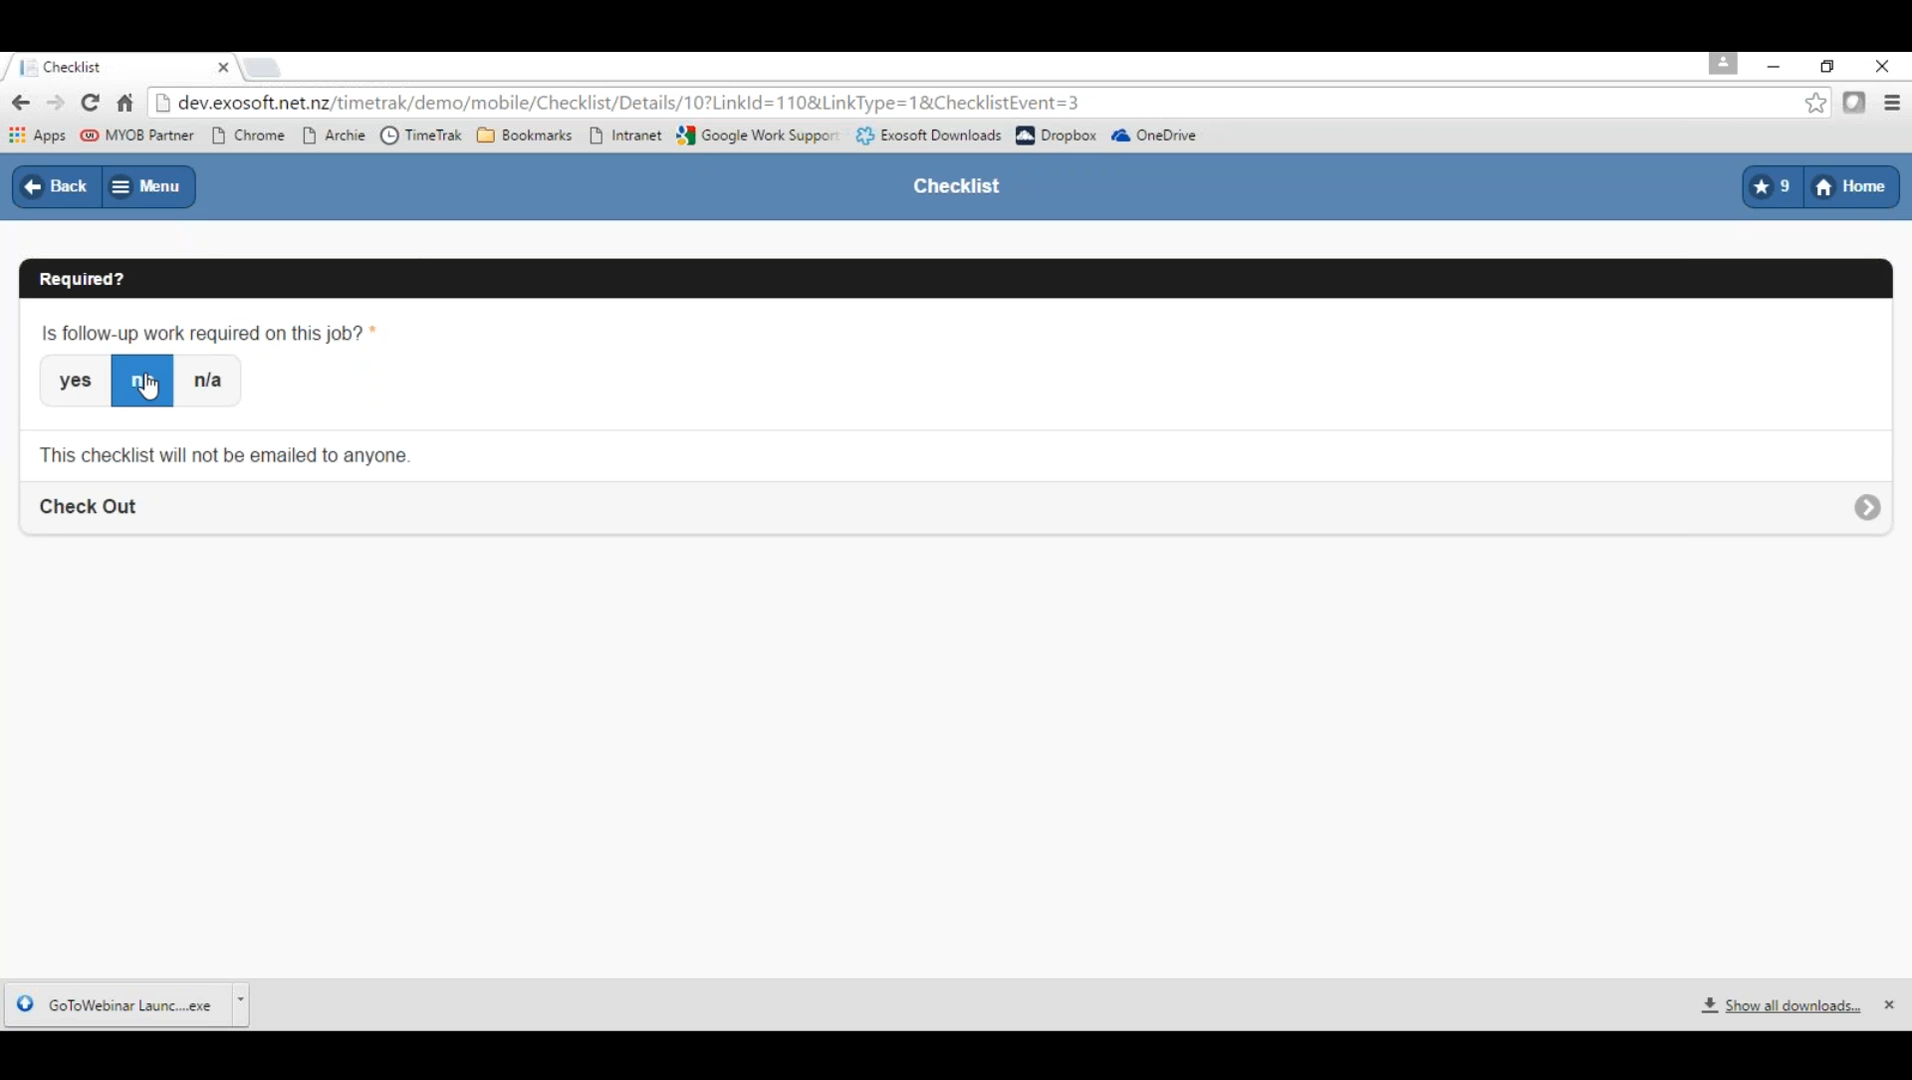 Checklist
dev.exosoft.net.nz/timetrak/demo/mobile/Checklist/Details/10?LinkId=110&LinkType=1&ChecklistEvent=3
Apps MYOB Partner Chrome Archie TimeTrak Bookmarks Intranet Google Work Support Exosoft Downloads Dropbox OneDrive
Back Menu Checklist 9 Home
Required?
Is follow-up work required on this job? *
yes n/a
This checklist will not be emailed to anyone.
Check Out
GoToWebinar Launc....exe Show all downloads...